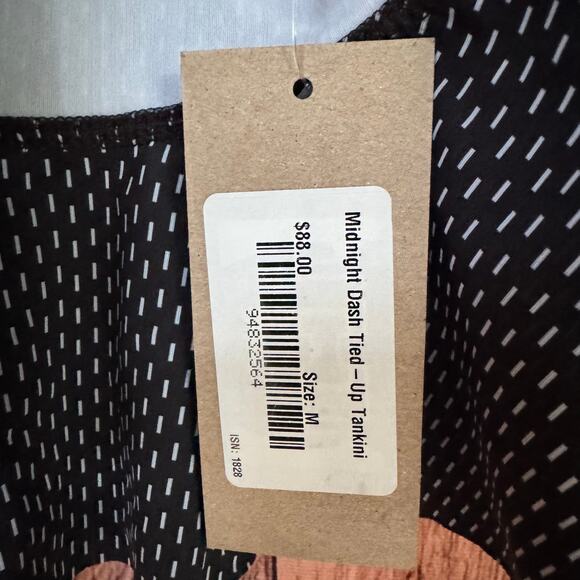 Midnight Dash Tied-Up Tankini
$88.00
Size: M
94832564
ISN: 1828